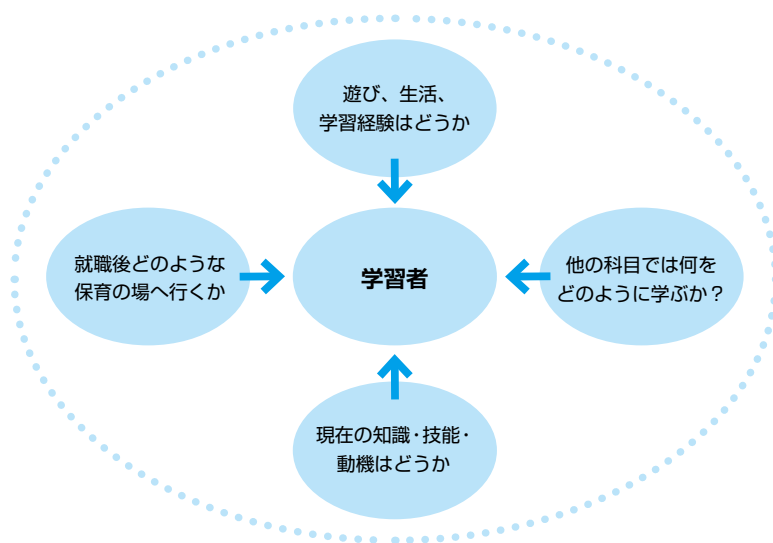 遊び、生活、
学習経験はどうか
就職後どのような
保育の場へ行くか
学習者
他の科目では何を
どのように学ぶか？
現在の知識・技能・
動機はどうか